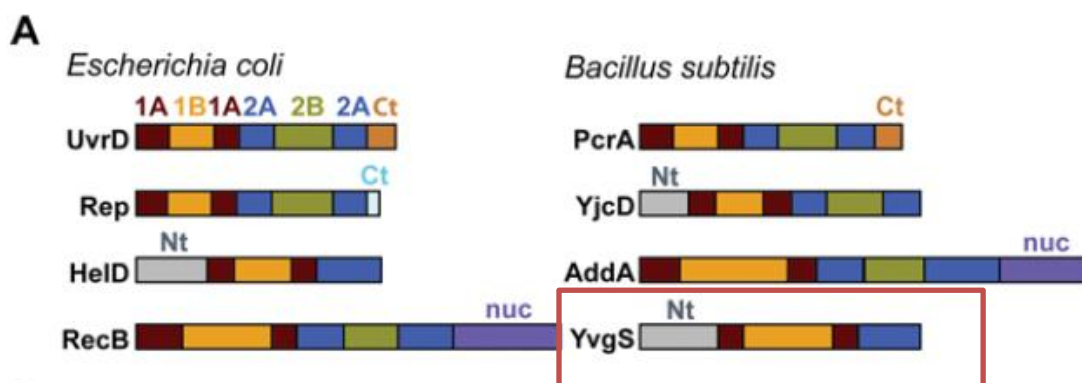 A
Escherichia coli
1A 1B 1A 2A 2B 2A Ct
UvrD
Ct
Rep
Nt
HelD
nuc
RecB
Bacillus subtilis
Ct
PcrA
Nt
YjcD
nuc
AddA
Nt
YvgS